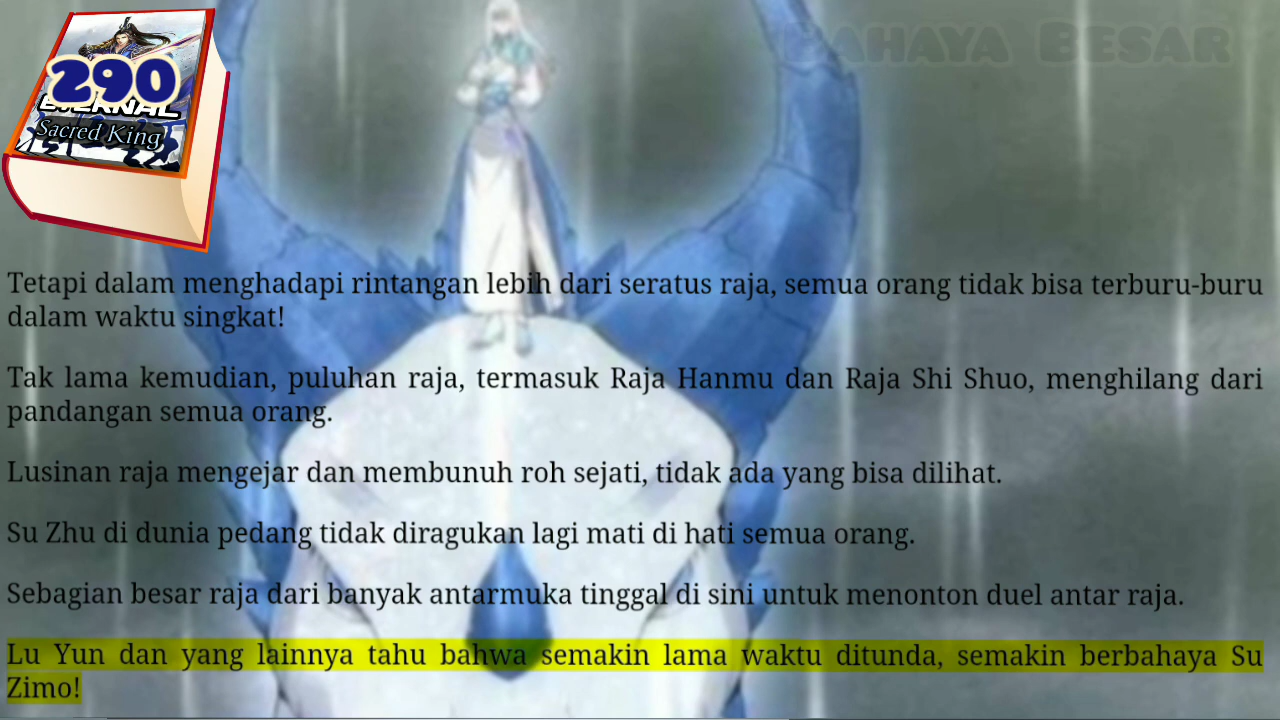 BAHAYA BESAR
290
ETERNAL
Sacred King
Tetapi dalam menghadapi rintangan lebih dari seratus raja, semua orang tidak bisa terburu-buru
dalam waktu singkat!
Tak lama kemudian, puluhan raja, termasuk Raja Hanmu dan Raja Shi Shuo, menghilang dari
pandangan semua orang.
Lusinan raja mengejar dan membunuh roh sejati, tidak ada yang bisa dilihat.
Su Zhu di dunia pedang tidak diragukan lagi mati di hati semua orang.
Sebagian besar raja dari banyak antarmuka tinggal di sini untuk menonton duel antar raja.
Lu Yun dan yang lainnya tahu bahwa semakin lama waktu ditunda, semakin berbahaya Su
Zimo!